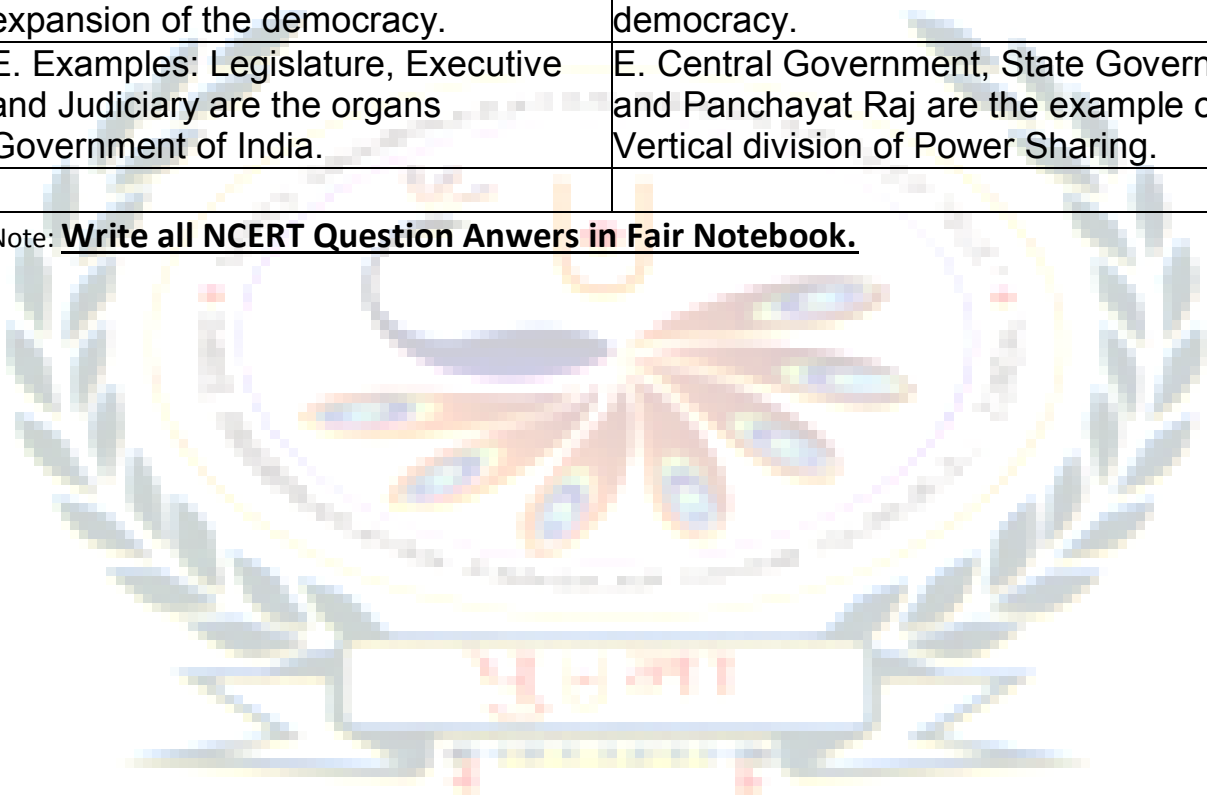 expansion of the democracy.
democracy.
E. Examples: Legislature, Executive
and Judiciary are the organs
Government of India.
E. Central Government, State Govern
and Panchayat Raj are the example o
Vertical division of Power Sharing.
Note: Write all NCERT Question Anwers in Fair Notebook.